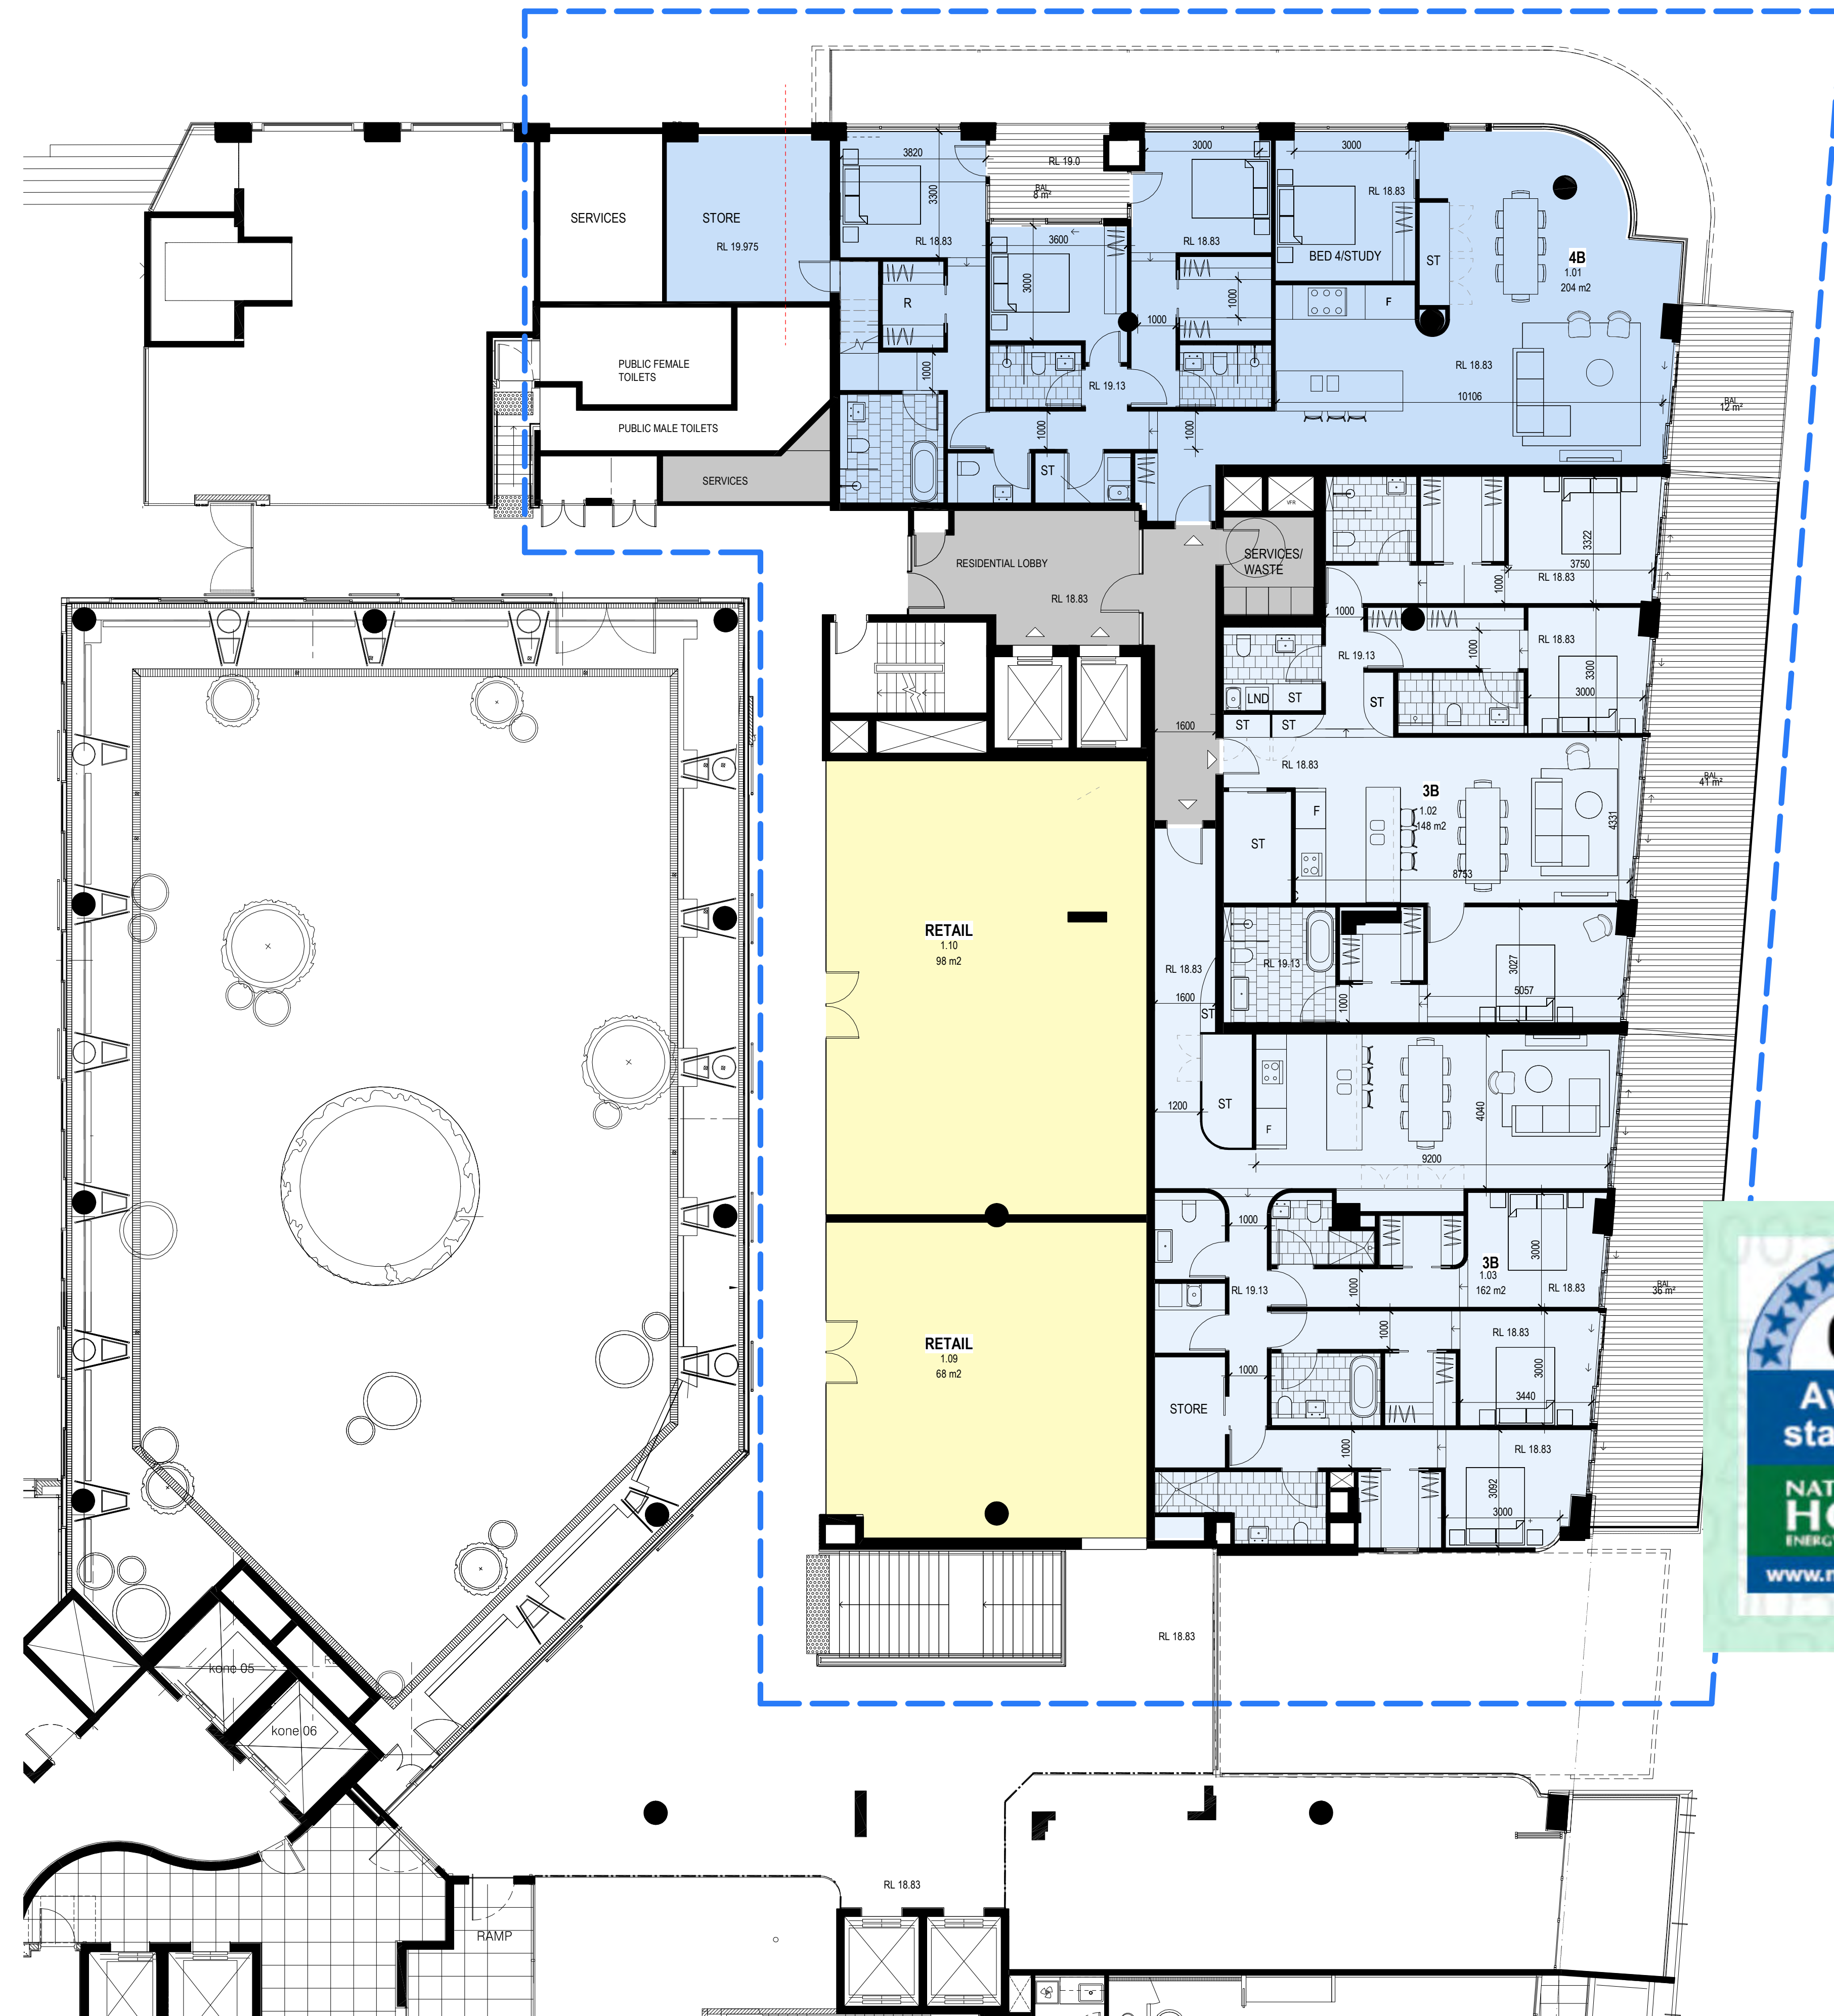 3820
RL 19.0
BAL
8 m²
3000
3000
SERVICES
STORE
RL 19.975
3300
RL 18.83
3600
RL 18.83
RL 18.83
BED 4/STUDY
ST
4B
1.01
204 m2
R
3000
1000
1000
F
PUBLIC FEMALE
TOILETS
1000
RL 19.13
RL 18.83
10106
BAL
12 m²
PUBLIC MALE TOILETS
1000
1000
SERVICES
ST
VFR
RESIDENTIAL LOBBY
RL 18.83
SERVICES/
WASTE
3322
3750
RL 18.83
1000
1000
RL 18.83
RL 19.13
1000
3300
3000
LND
ST
ST
ST
ST
1600
RL 18.83
3B
1.02
148 m2
F
4331
BAL
41 m²
ST
8753
RETAIL
1.10
98 m2
RL 18.83
1600
ST
RL 19.13
1000
3027
5057
1200
ST
F
4040
9200
1000
3B
1.03
162 m2
3000
RL 18.83
RL 19.13
1000
BAL
36 m²
RETAIL
1.09
68 m2
1000
RL 18.83
3000
1000
3440
STORE
1000
RL 18.83
3092
3000
RL 18.83
kone 05
kone 06
RL 18.83
RAMP
NAT
ENERG
www.n